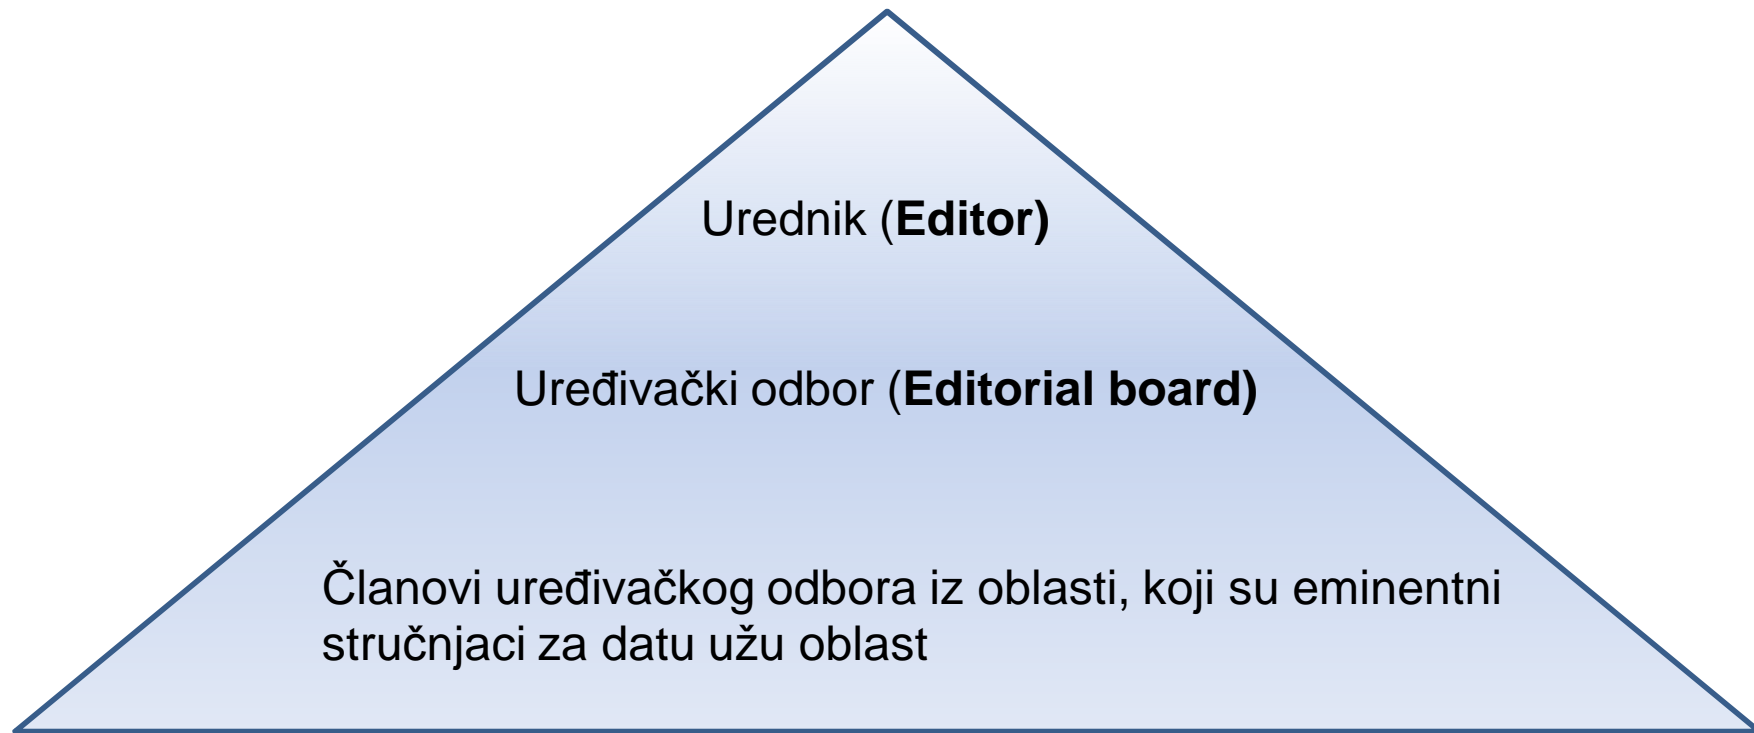 Urednik (Editor)
Uređivački odbor (Editorial board)
Članovi uređivačkog odbora iz oblasti, koji su eminentni
stručnjaci za datu užu oblast